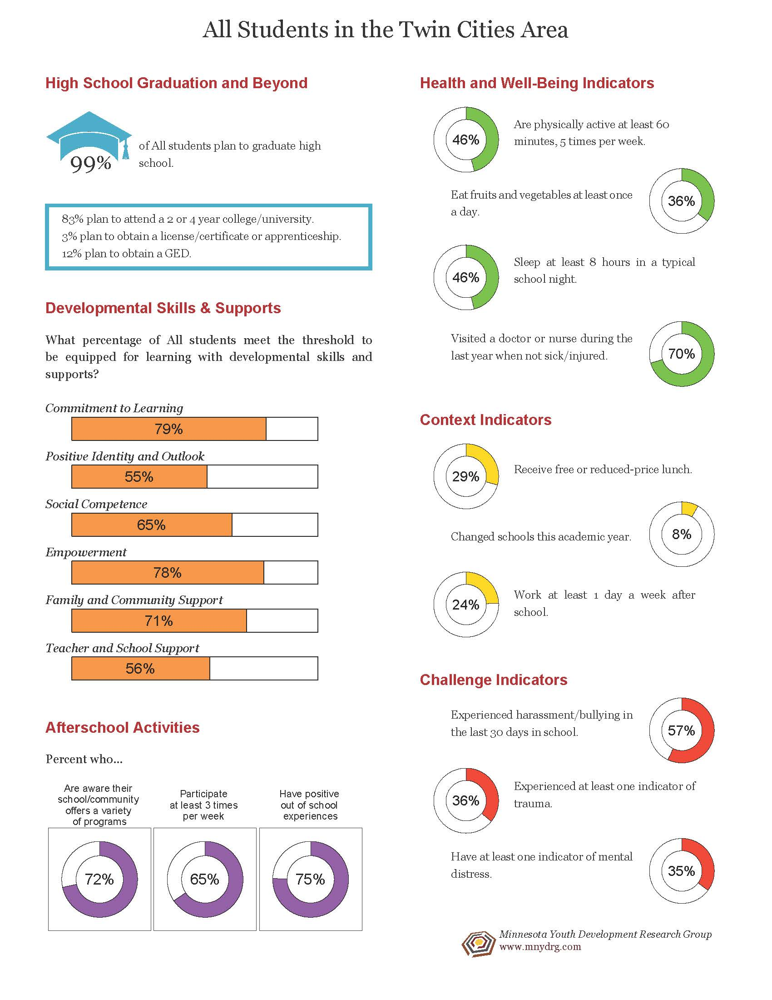 All Students in the Twin Cities Area
High School Graduation and Beyond
99%
of All students plan to graduate high
school.
83% plan to attend a 2 or 4 year college/university.
3% plan to obtain a license/certificate or apprenticeship.
12% plan to obtain a GED.
Developmental Skills & Supports
What percentage of All students meet the threshold to
be equipped for learning with developmental skills and
supports?
Commitment to Learning
79%
Positive Identity and Outlook
55%
Social Competence
65%
Empowerment
78%
Family and Community Support
71%
Teacher and School Support
56%
Afterschool Activities
Percent who...
Are aware their
school/community
offers a variety
of programs
72%
Participate
at least 3 times
per week
65%
Have positive
out of school
experiences
75%
Health and Well-Being Indicators
46%
Are physically active at least 60
minutes, 5 times per week.
Eat fruits and vegetables at least once
a day.
36%
46%
Sleep at least 8 hours in a typical
school night.
Visited a doctor or nurse during the
last year when not sick/injured.
70%
Context Indicators
29%
Receive free or reduced-price lunch.
Changed schools this academic year.
8%
24%
Work at least 1 day a week after
school.
Challenge Indicators
Experienced harassment/bullying in
the last 30 days in school.
57%
36%
Experienced at least one indicator of
trauma.
Have at least one indicator of mental
distress.
35%
Minnesota Youth Development Research Group
www.mnydrg.com